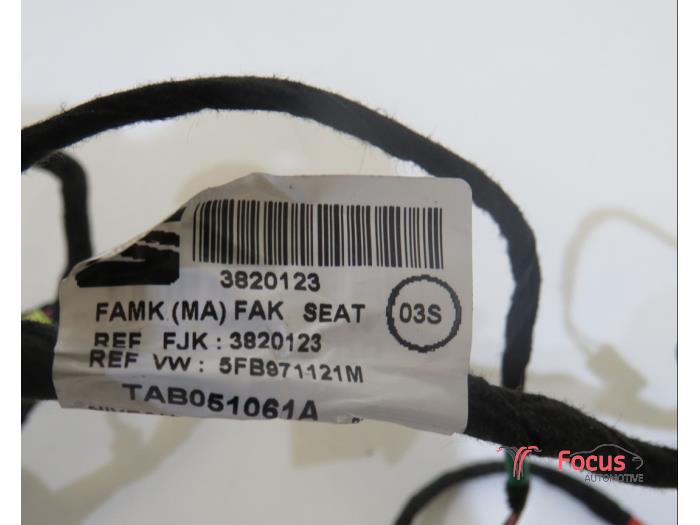 3820123
FAMK (MA) FAK SEAT
03S
REF FJK : 3820123
REF VW : 5FB971121M
TAB051061A
Focus
AUTOMOTIVE